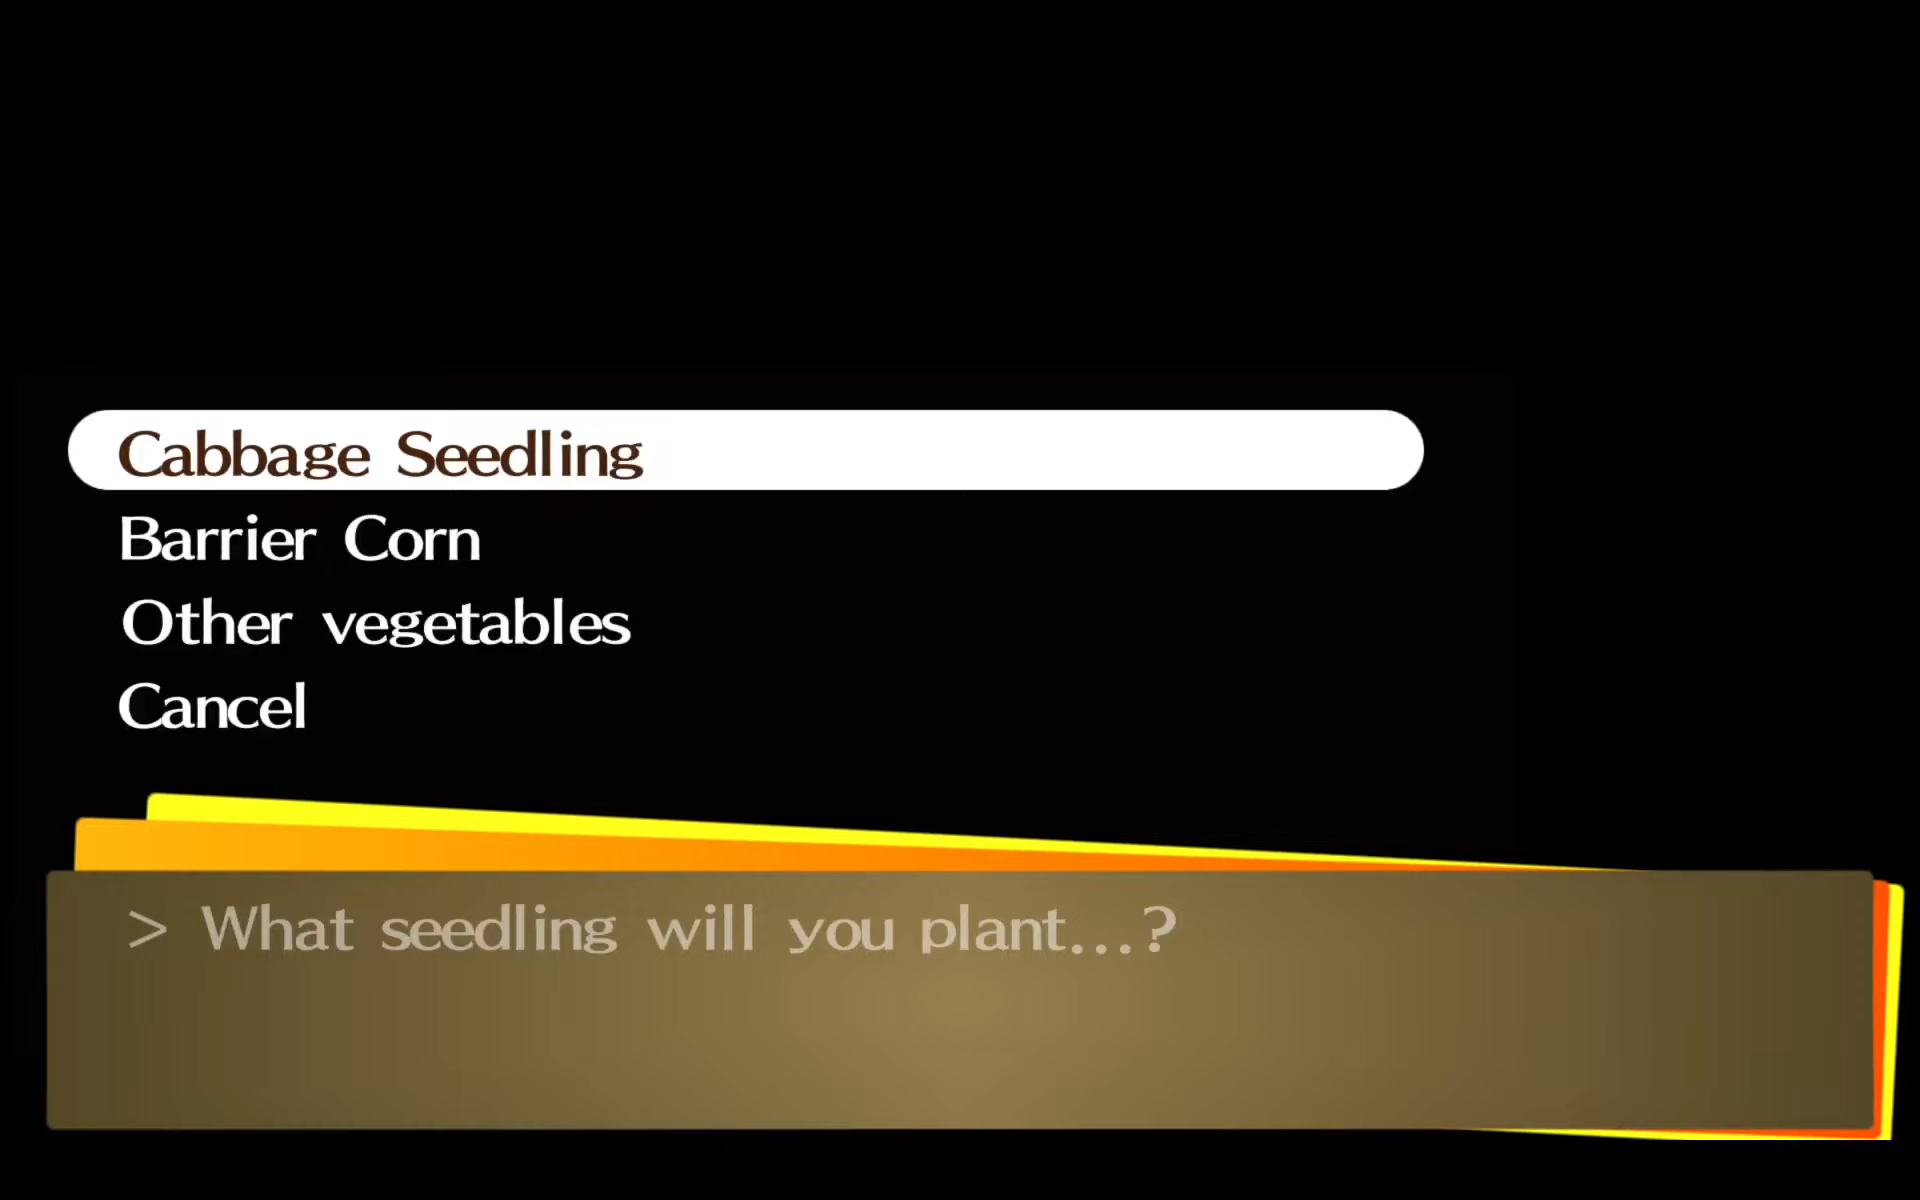 Cabbage Seedling
Barrier Corn
Other vegetables
Cancel
> What seedling will you plant...?